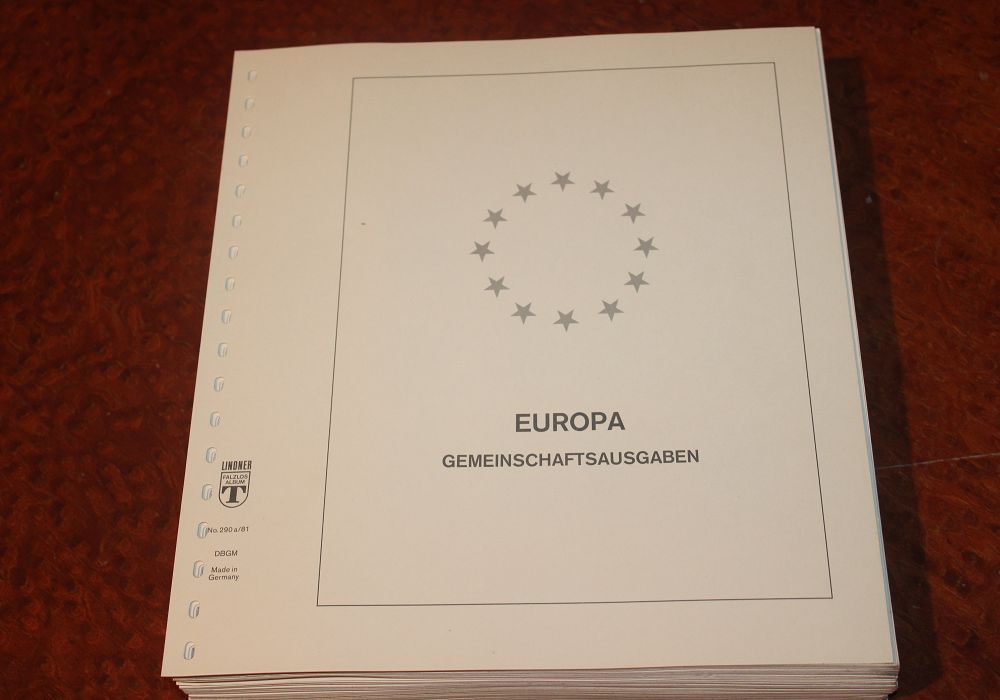 EUROPA
GEMEINSCHAFTSAUSGABEN
LINDNER
FALZLOS
ALBUM
T
No. 290 a/81
DBGM
Made in
Germany